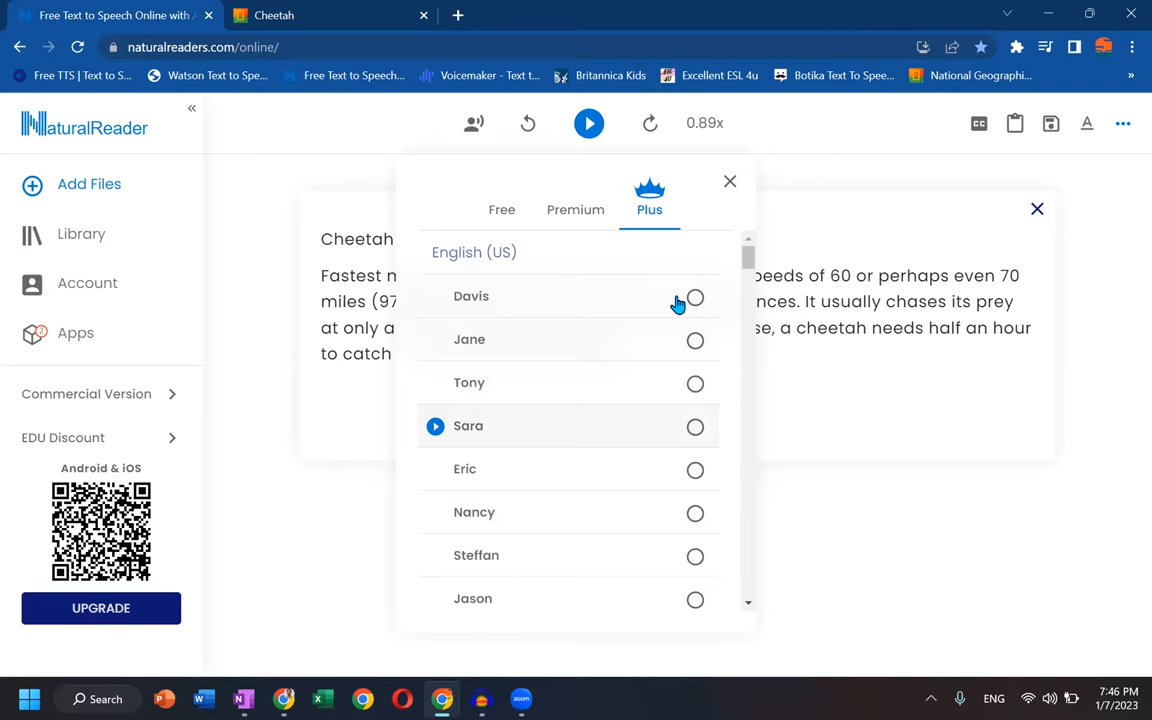 Free Text to Speech Online with A
Cheetah
naturalreaders.com/online/
Free TTS | Text to S...
Watson Text to Spe...
Free Text to Speech...
Voicemaker - Text t...
Britannica Kids
Excellent ESL 4u
Botika Text To Spee...
National Geographi...
»
NaturalReader
«
0.89x
CC
A
Add Files
Library
Account
2
Apps
Commercial Version
EDU Discount
Android & iOS
UPGRADE
Free
Premium
Plus
English (US)
Davis
Jane
Tony
Sara
Eric
Nancy
Steffan
Jason
Cheetah
Fastest m
peeds of 60 or perhaps even 70
miles (97
nces. It usually chases its prey
at only a
se, a cheetah needs half an hour
to catch
Search
ENG
7:46 PM
1/7/2023